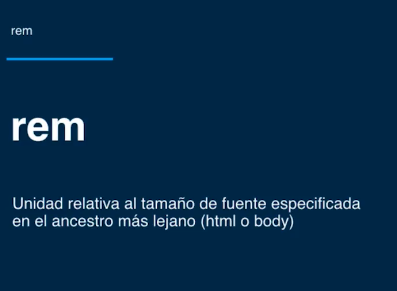 rem
rem
Unidad relativa al tamaño de fuente especificada
en el ancestro más lejano (html o body)